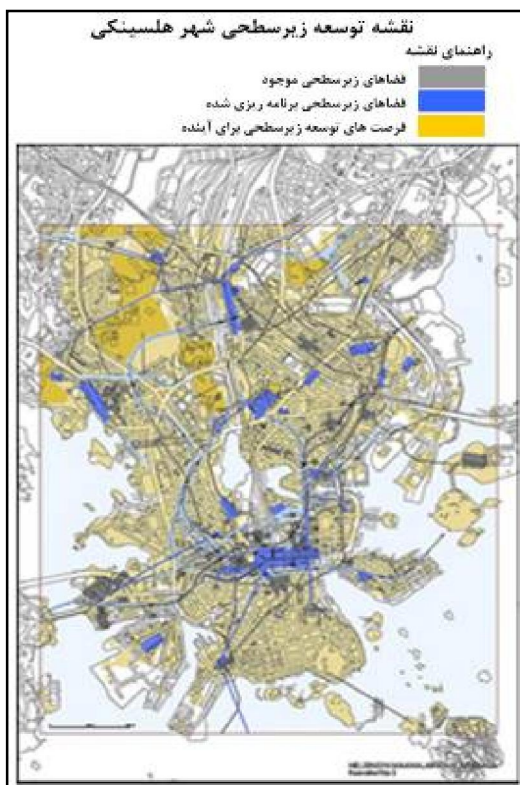 نقشه توسعه زیرسطحی شهر هلسینکی
راهنمای نقشه
فضاهای زیرسطحی موجود
فضاهای زیرسطحی برنامه ریزی شده
فرصت های توسعه زیرسطحی برای آینده